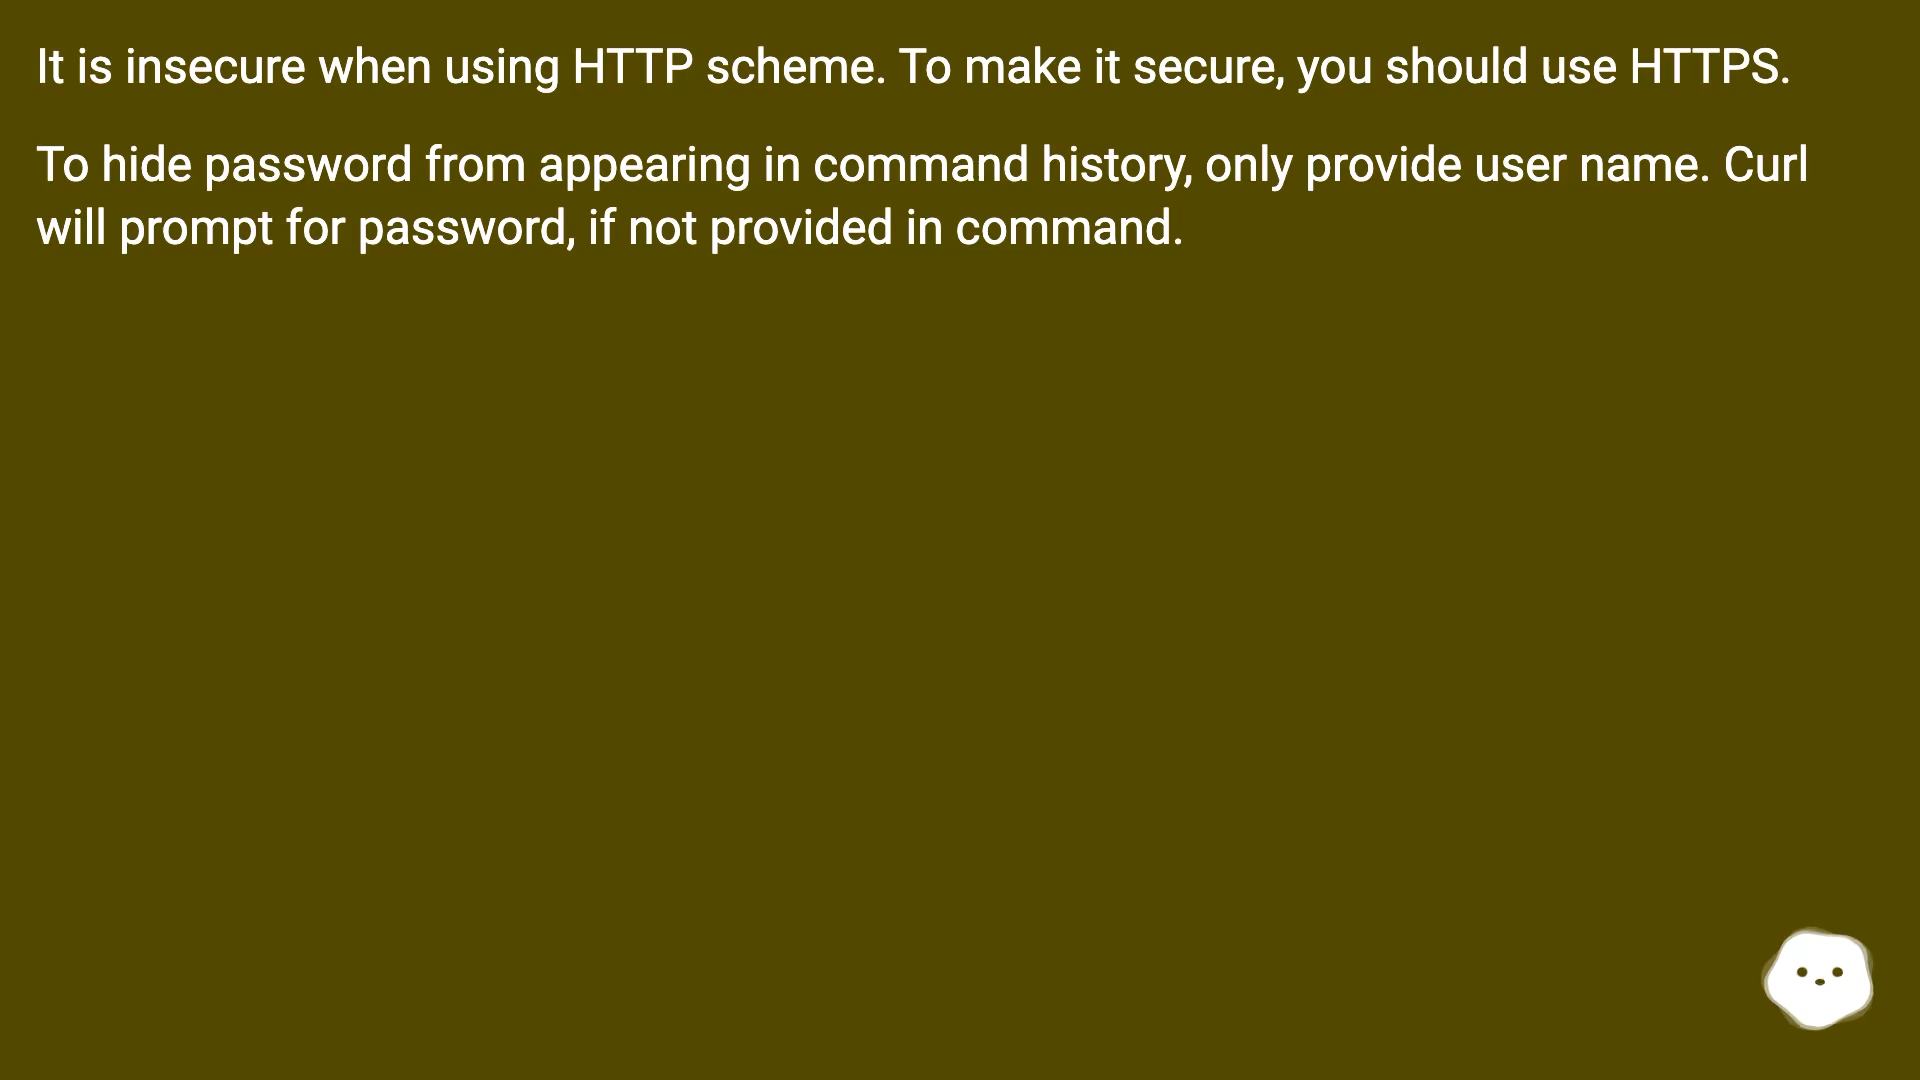 It is insecure when using HTTP scheme. To make it secure, you should use HTTPS.
To hide password from appearing in command history, only provide user name. Curl
will prompt for password, if not provided in command.